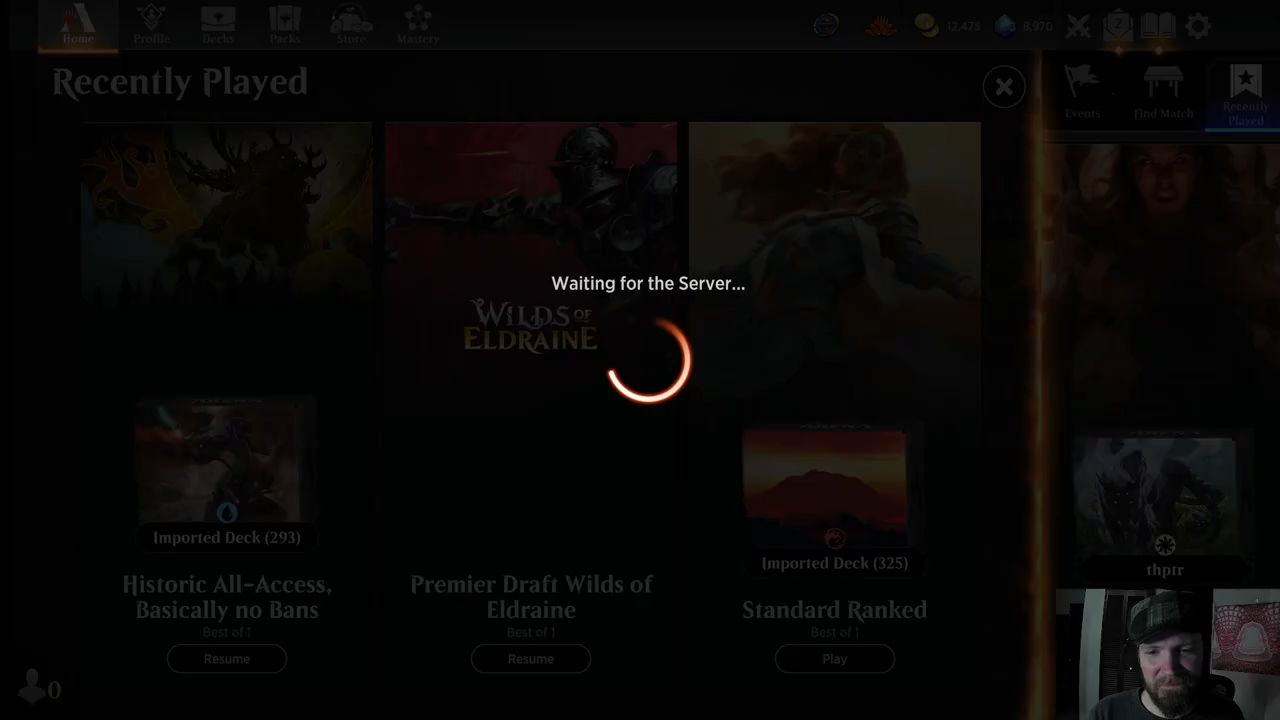 Home
Profile
Decks
Packs
Store
Mastery
12,475
9,970
2
Recently Played
Events
Find Match
Recently
Played
Waiting for the Server...
WILDS OF
ELDRAINE
Imported Deck (293)
Imported Deck (325)
thptr
Historic All-Access,
Basically no Bans
Best of 1
Resume
Premier Draft Wilds of
Eldraine
Best of 1
Resume
Standard Ranked
Best of 1
Play
0